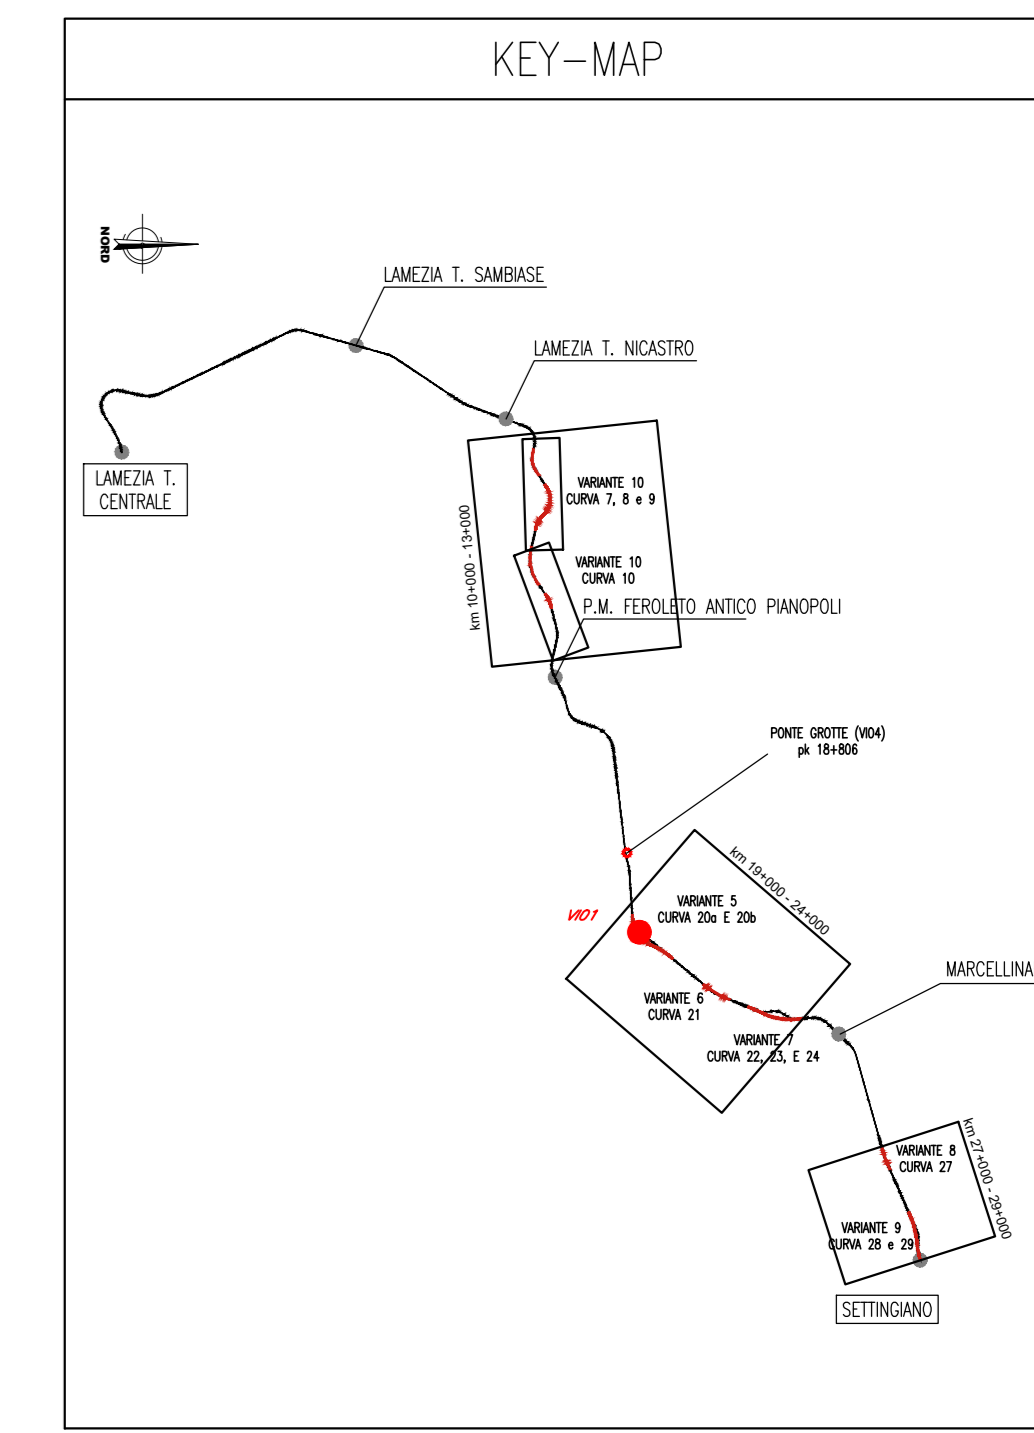 KEY-MAP
NORD
LAMEZIA T. SAMBIASE
LAMEZIA T. NICASTRO
LAMEZIA T.
CENTRALE
VARIANTE 10
CURVA 7, 8 e 9
km 10+000 - 13+000
VARIANTE 10
CURVA 10
P.M. FEROLETO ANTICO PIANOPOLI
PONTE GROTTE (VI04)
pk 18+806
km 19+000 - 24+000
VARIANTE 5
CURVA 20a E 20b
VI01
MARCELLINA
VARIANTE 6
CURVA 21
VARIANTE 7
CURVA 22, 23, E 24
km 27+000 - 29+000
VARIANTE 8
CURVA 27
VARIANTE 9
CURVA 28 e 29
SETTINGIANO